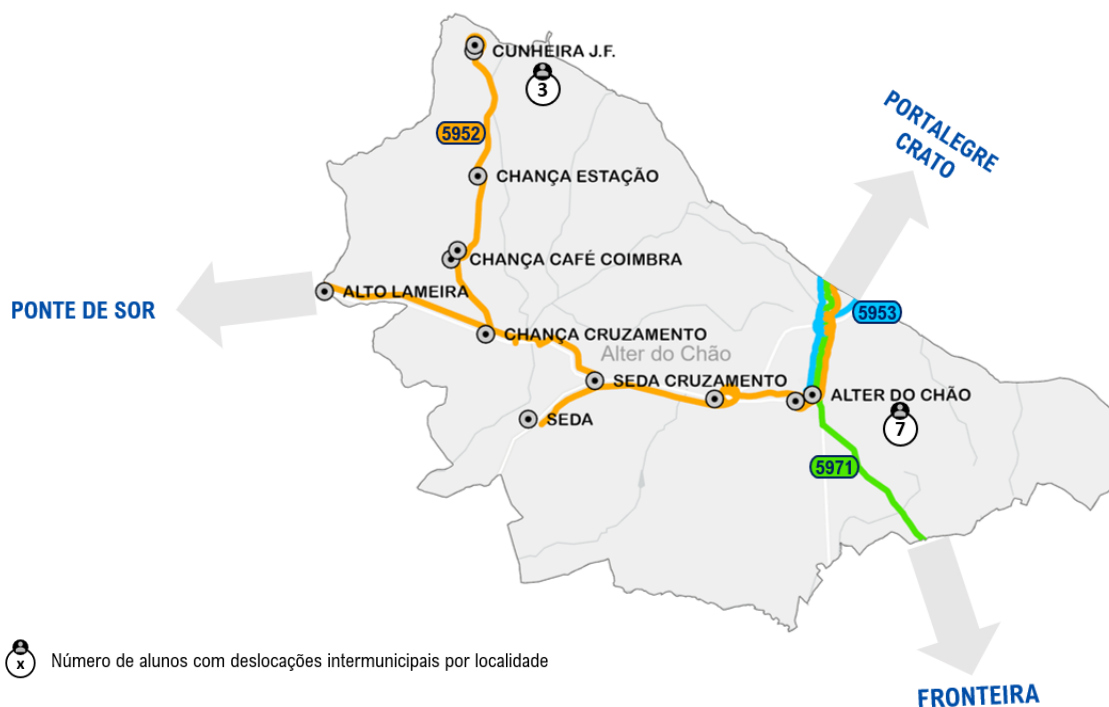 CUNHEIRA J.F.
3
5952
PORTALEGRE
CRATO
CHANÇA ESTAÇÃO
CHANÇA CAFÉ COIMBRA
ALTO LAMEIRA
PONTE DE SOR
5953
CHANÇA CRUZAMENTO
Alter do Chão
SEDA CRUZAMENTO
ALTER DO CHÃO
SEDA
7
5971
x
Número de alunos com deslocações intermunicipais por localidade
FRONTEIRA